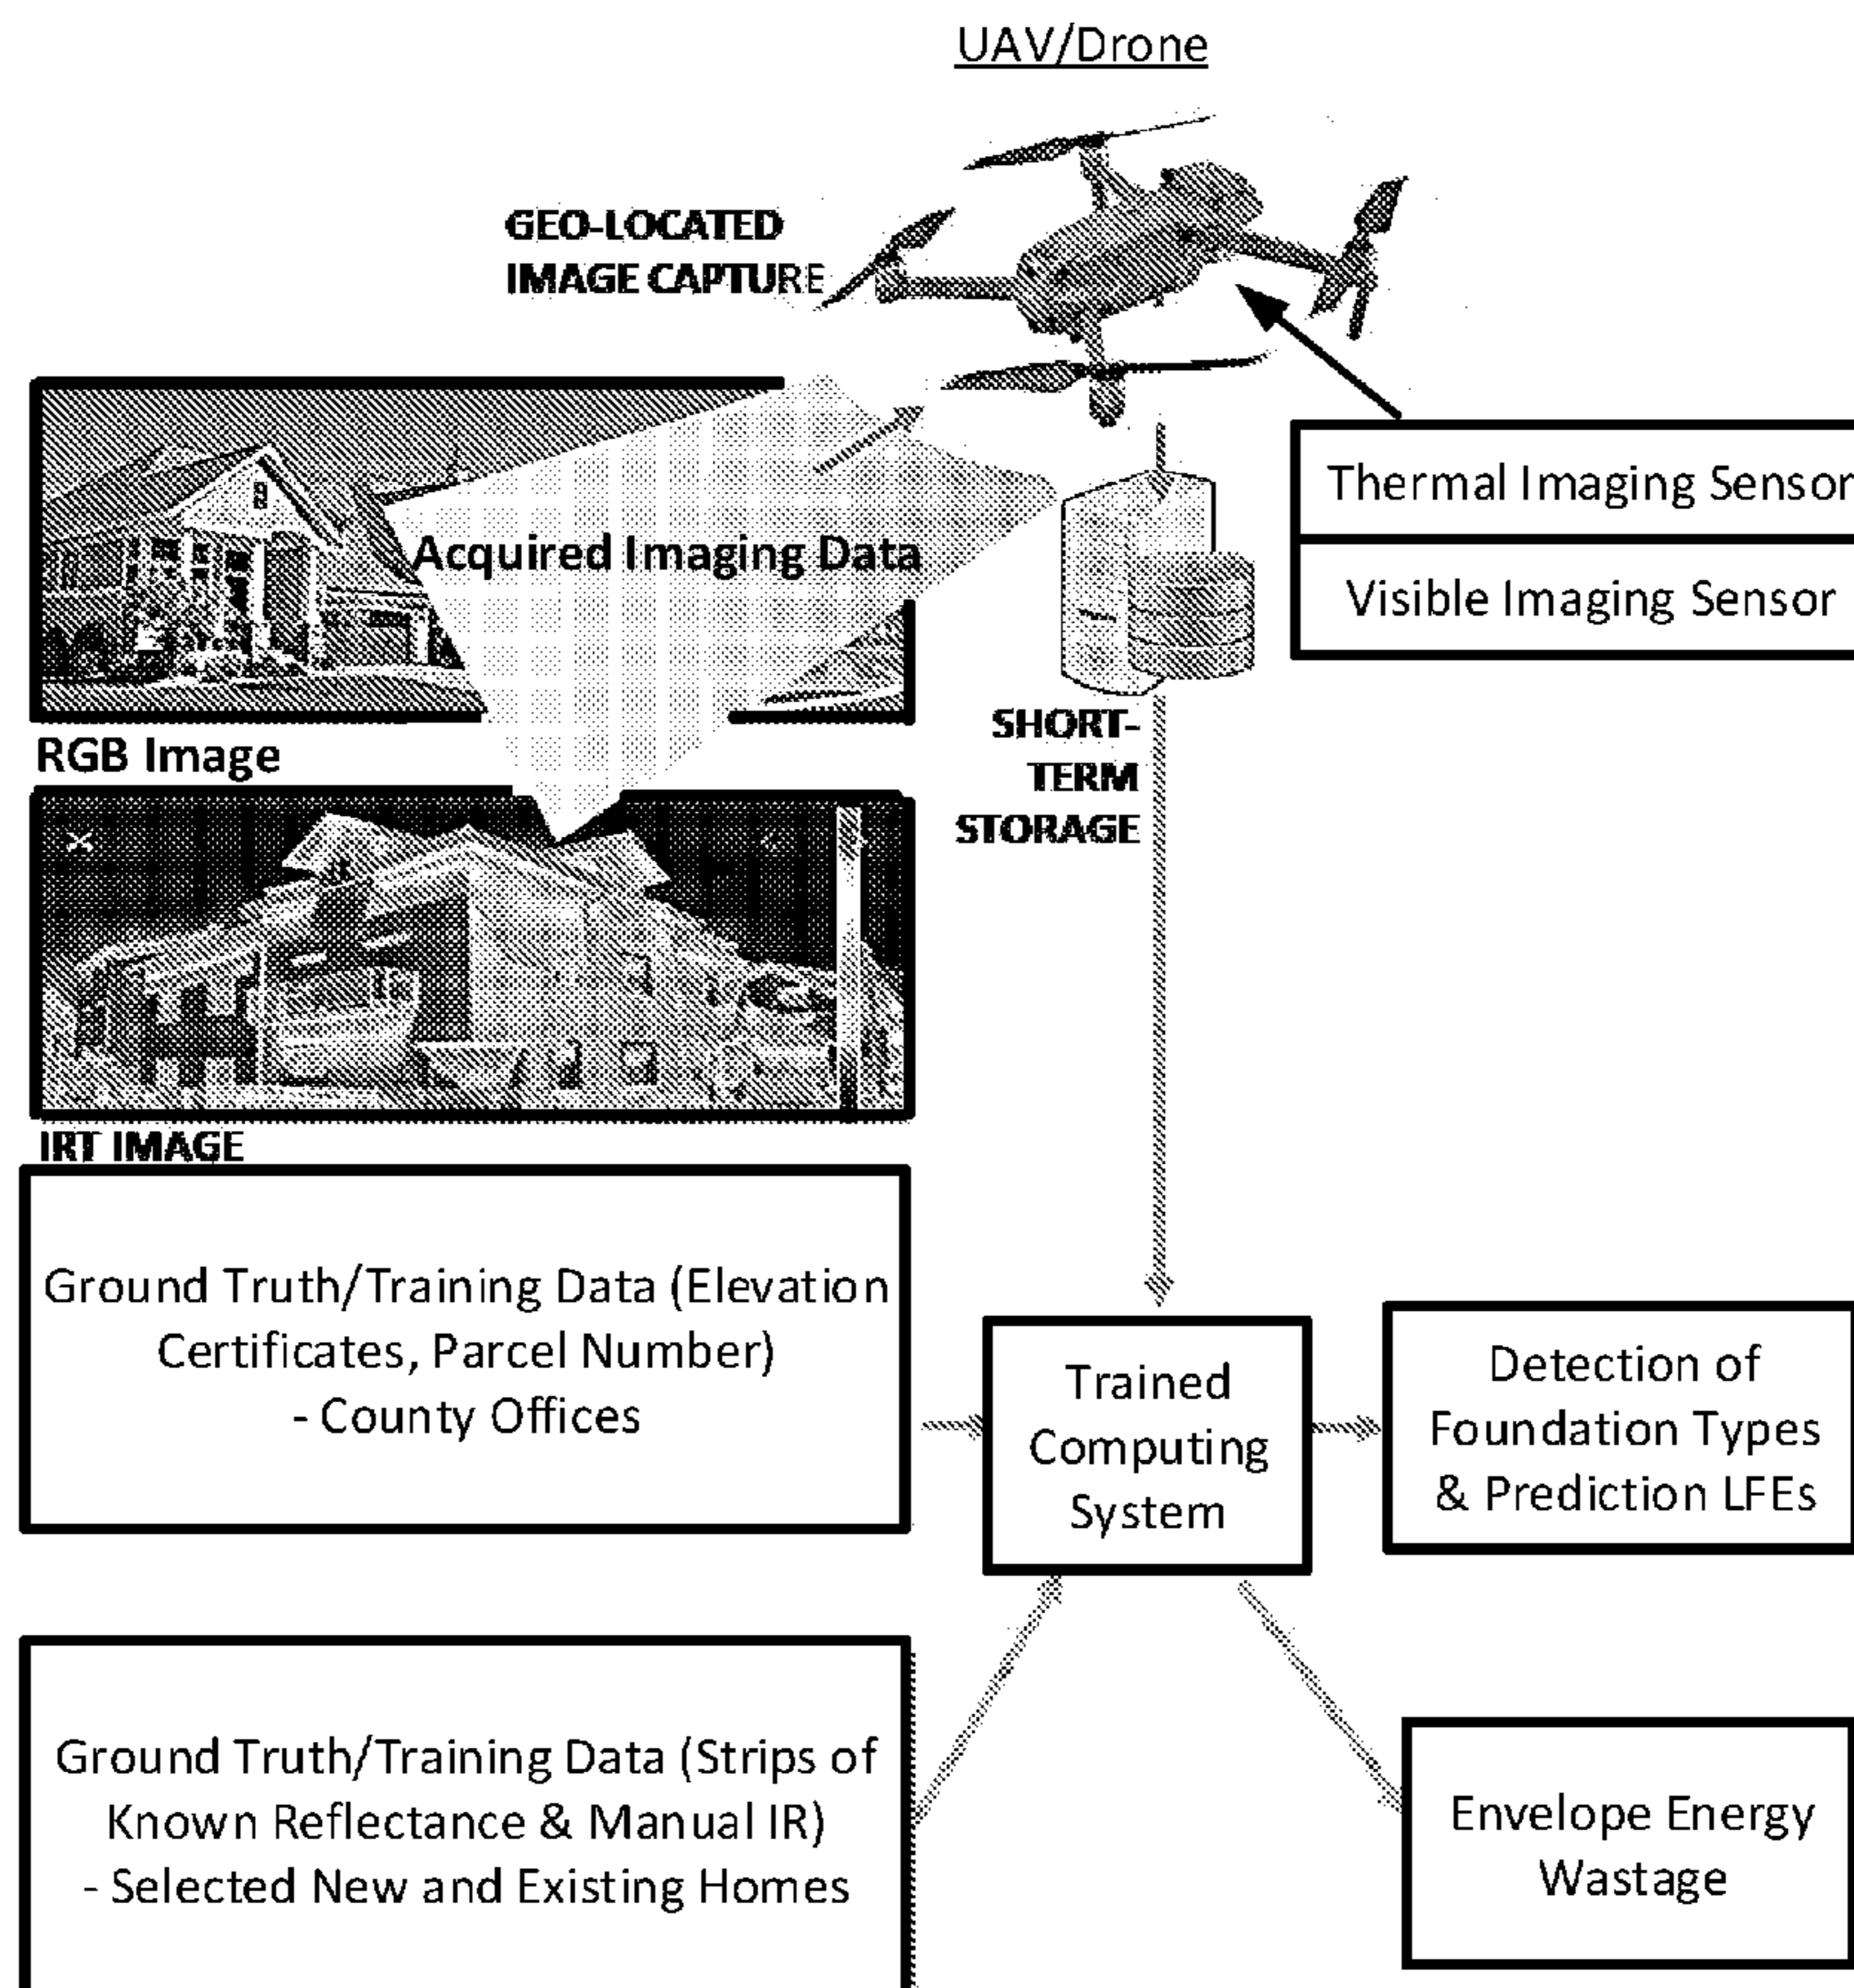 UAV/Drone
GEO-LOCATED
IMAGE CAPTURE
Thermal Imaging Sensor
Visible Imaging Sensor
Acquired Imaging Data
RGB Image
SHORT-
TERM
STORAGE
IRT IMAGE
Ground Truth/Training Data (Elevation
Certificates, Parcel Number)
- County Offices
Trained
Computing
System
Detection of
Foundation Types
& Prediction LFEs
Ground Truth/Training Data (Strips of
Known Reflectance & Manual IR)
- Selected New and Existing Homes
Envelope Energy
Wastage